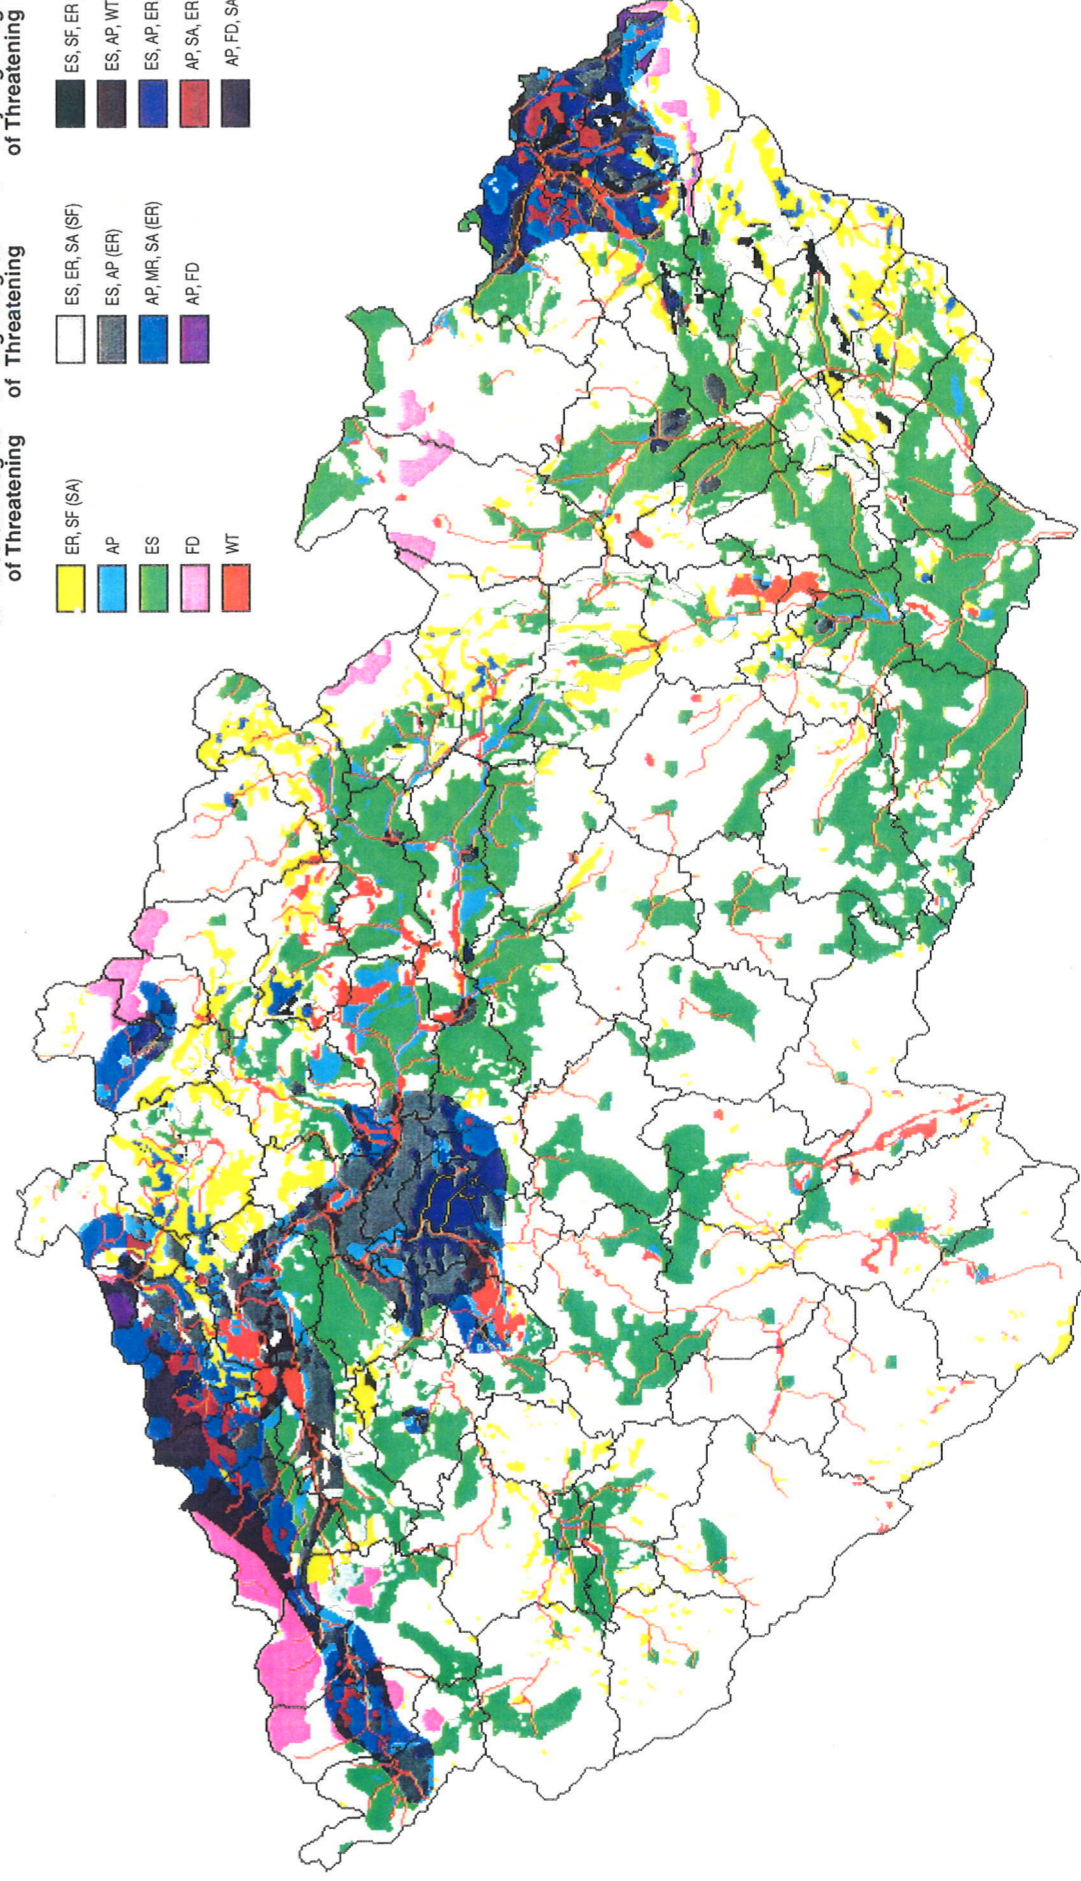 of Threatening
ER, SF (SA)
AP
ES
FD
WT
of Threatening
ES, ER, SA (SF)
ES, AP (ER)
AP, MR, SA (ER)
AP, FD
of Threatening
ES, SF, ER
ES, AP, WT
ES, AP, ER
AP, SA, ER
AP, FD, SA